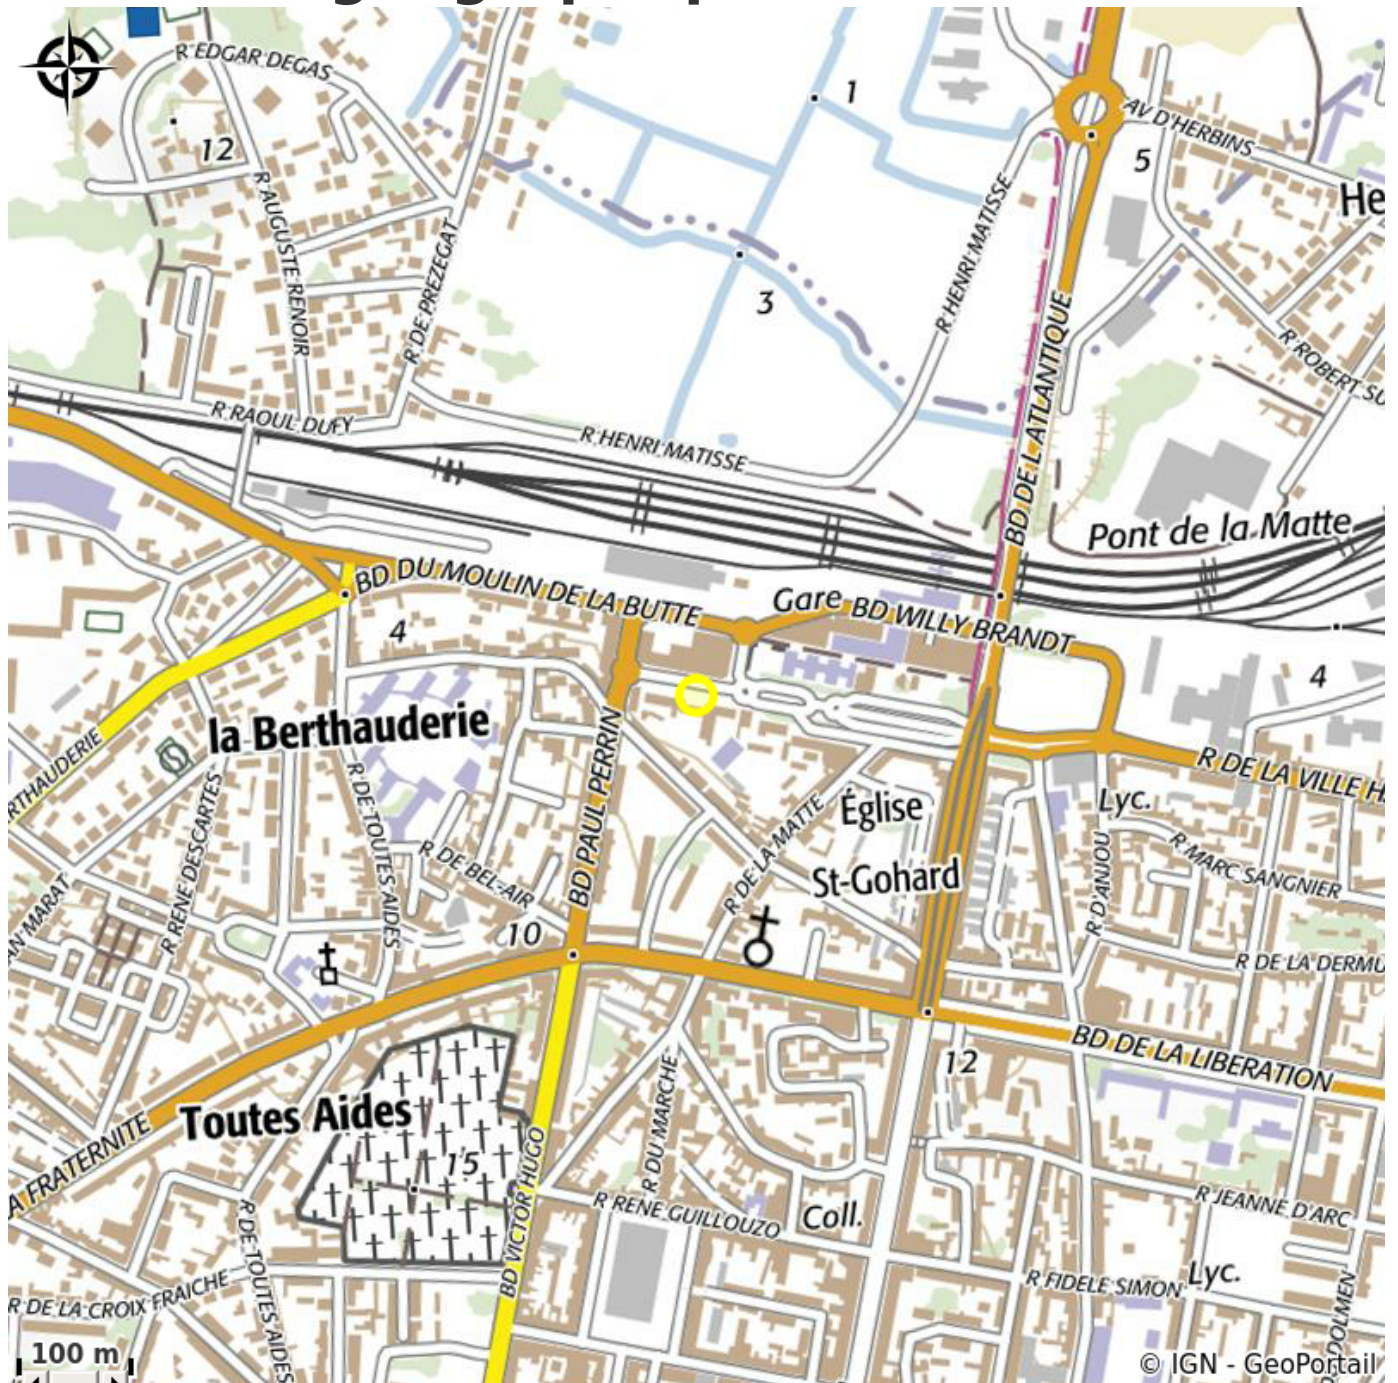 R EDGAR DEGAS
1
AV D'HERBINS
12
5
He
R AUGUSTE RENOIR
R DE PREZEGAT
R HENRI MATISSE
3
BD DE L ATLANTIQUE
R ROBERT SU
R RAOUL DUFY
R HENRI MATISSE
Pont de la Matte
BD DU MOULIN DE LA BUTTE
Gare
BD WILLY BRANDT
4
4
la Berthauderie
RTHAUDERIE
R DE TOUTES AIDES
BD PAUL PERRIN
R DE LA VILLE H
R RENE DESCARTES
R DE LA MATTE
Église
St-Gohard
Lyc.
R D'ANJOU
R MARC SANGNIER
R DE BEL-AIR
AN MARAT
10
R DE LA DERMU
BD DE LA LIBERATION
12
Toutes Aides
A FRATERNITE
15
BD VICTOR HUGO
R DU MARCHE
R RENE GUILLOUZO
Coll.
R JEANNE D'ARC
R DE TOUTES AIDES
R DE LA CROIX FRAICHE
R FIDELE SIMON
Lyc.
DOLMEN
100 m
© IGN - GeoPortail